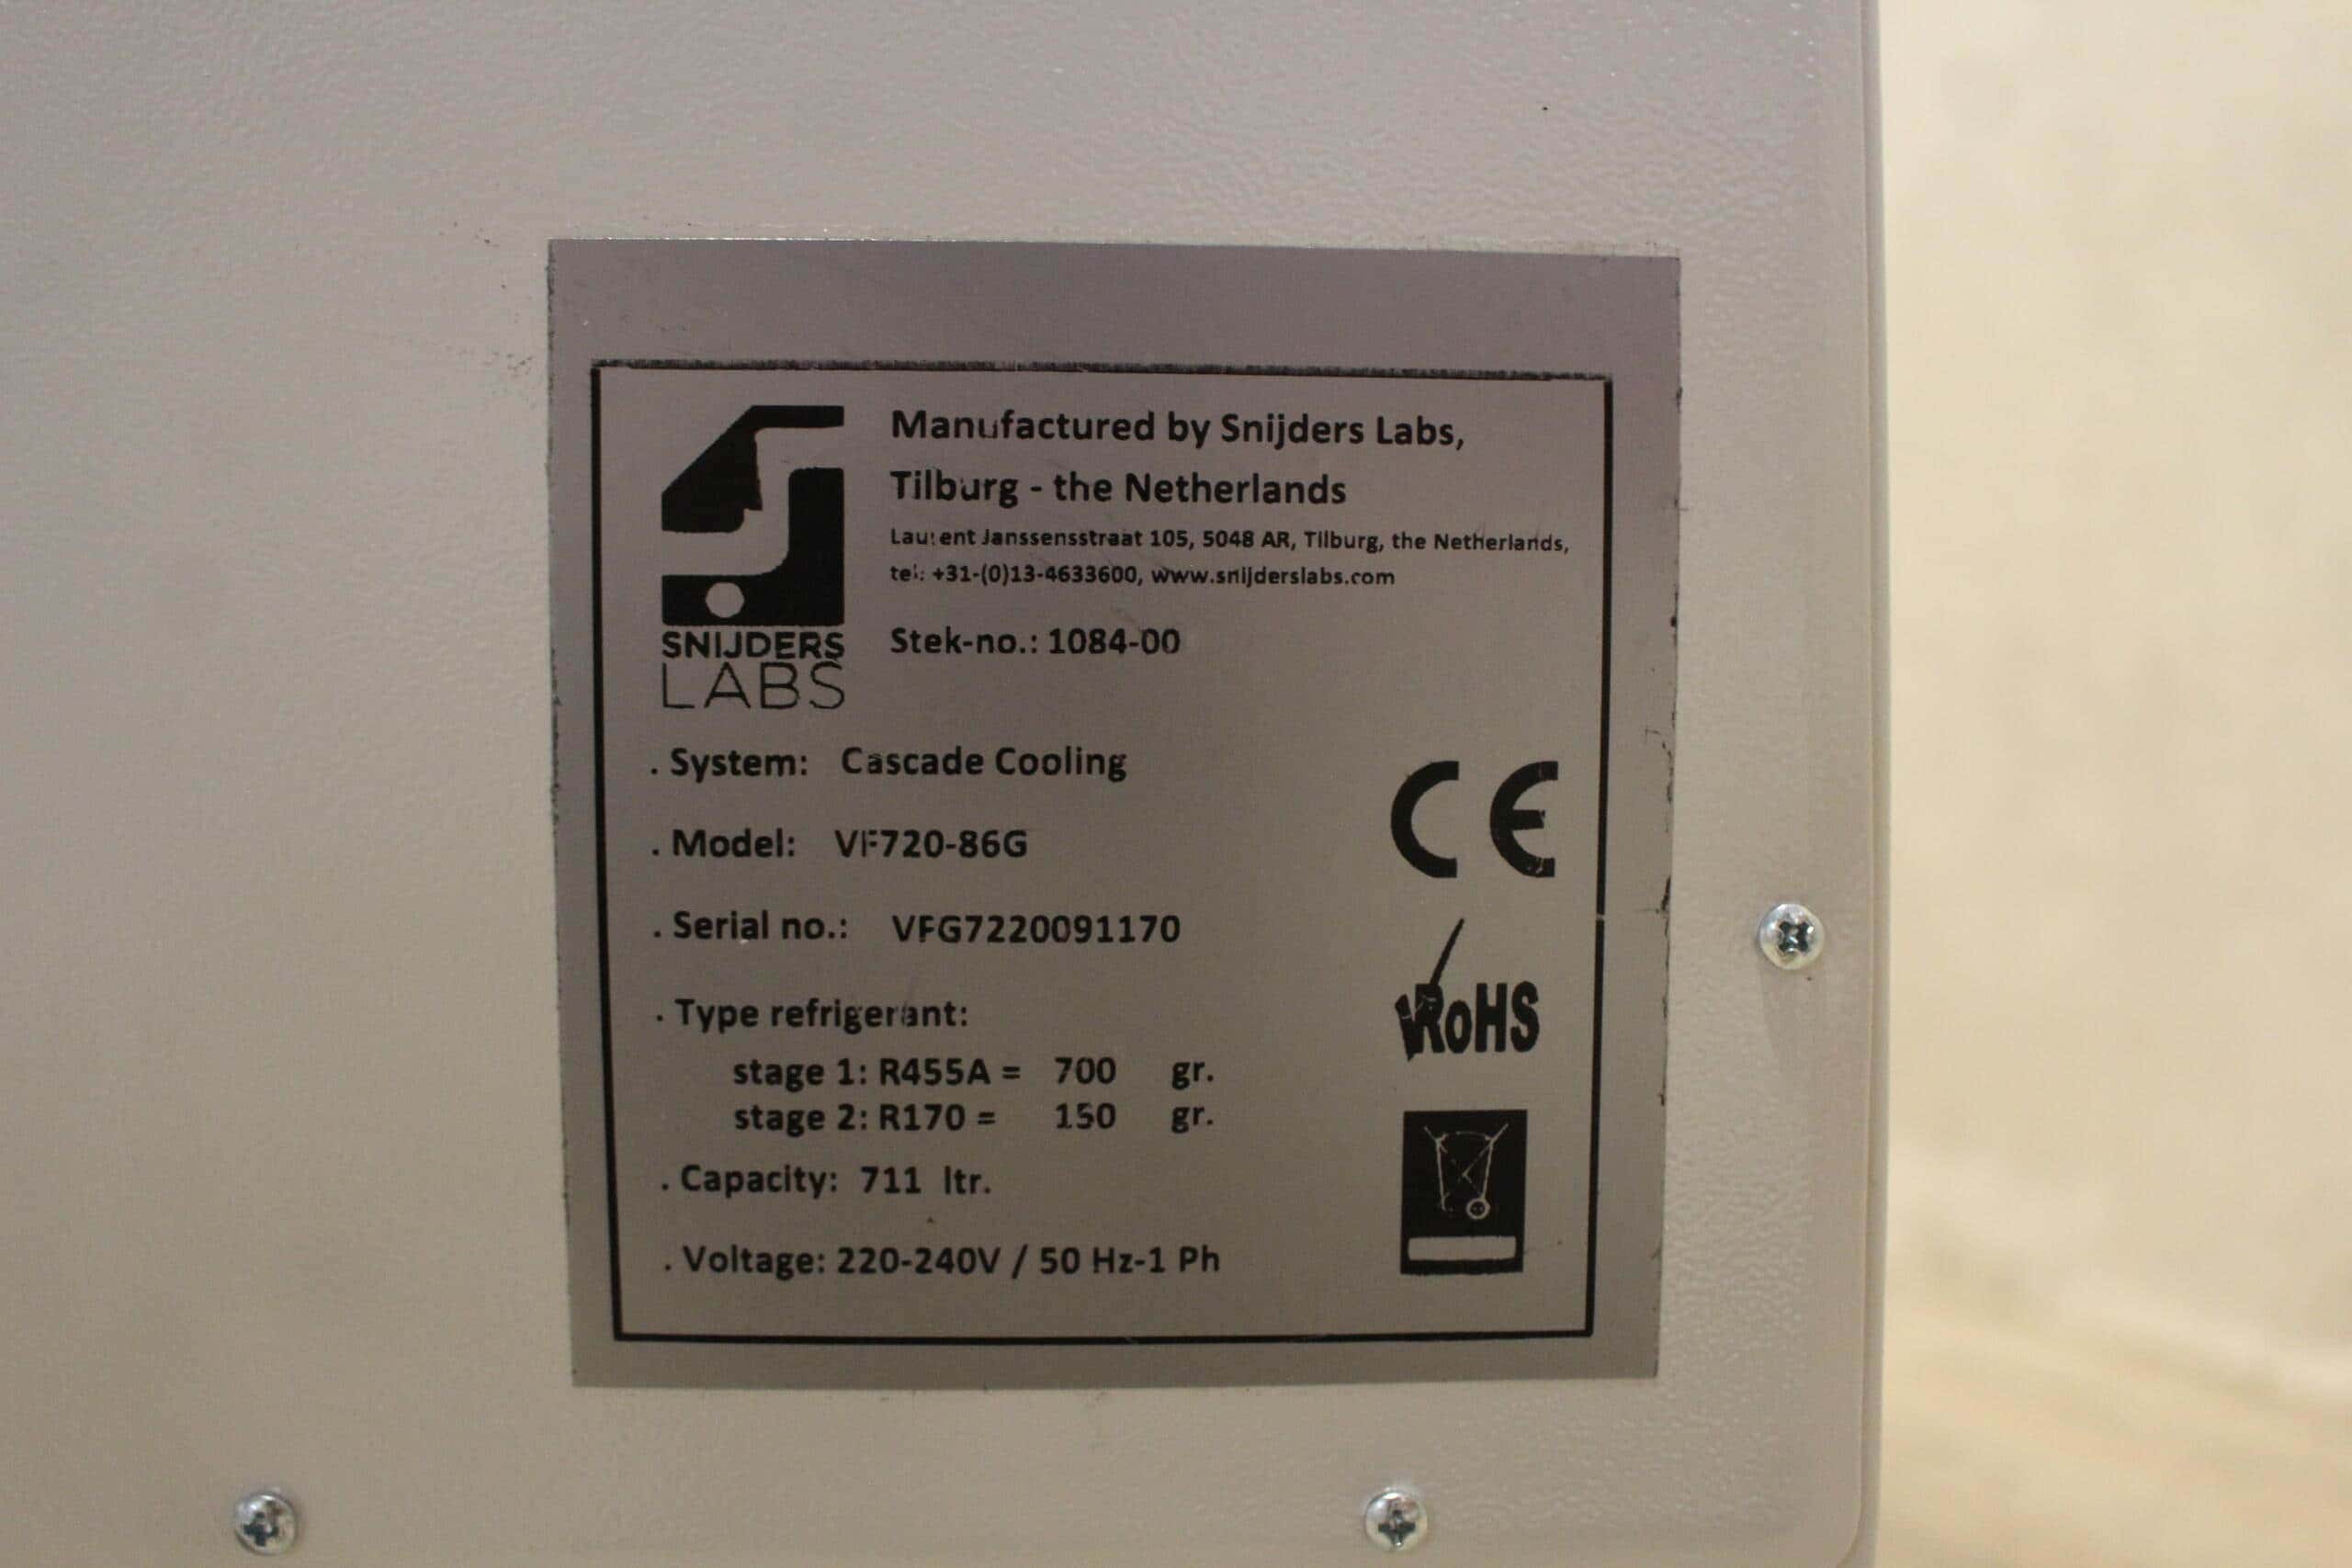 Manufactured by Snijders Labs,
Tilburg - the Netherlands
Laurent Janssensstraat 105, 5048 AR, Tilburg, the Netherlands,
tel: +31-(0)13-4633600, www.snijderslabs.com
SNIJDERS
LABS
Stek-no.: 1084-00
. System: Cascade Cooling
. Model: VF720-86G
CE
. Serial no.: VFG7220091170
. Type refrigerant:
RoHS
stage 1: R455A = 700 gr.
stage 2: R170 = 150 gr.
. Capacity: 711 ltr.
. Voltage: 220-240V / 50 Hz-1 Ph